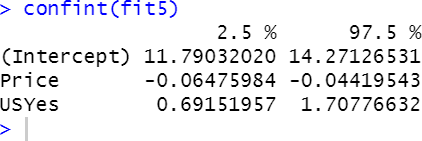 > confint(fit5)
2.5 % 97.5 %
(Intercept) 11.79032020 14.27126531
Price -0.06475984 -0.04419543
USYes 0.69151957 1.70776632
>